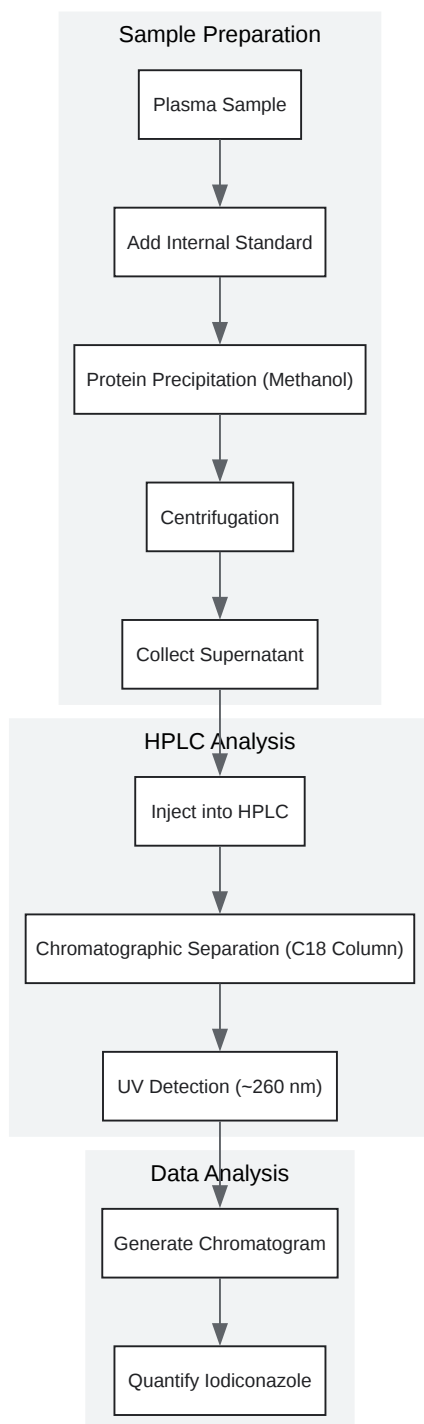 Sample Preparation
Plasma Sample
Add Internal Standard
Protein Precipitation (Methanol)
Centrifugation
Collect Supernatant
HPLC Analysis
Inject into HPLC
Chromatographic Separation (C18 Column)
UV Detection (~260 nm)
Data Analysis
Generate Chromatogram
Quantify Iodiconazole